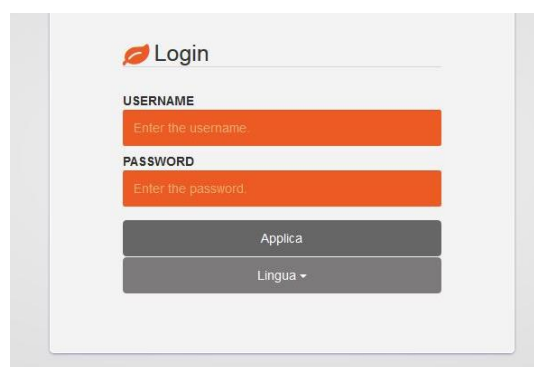 Login
USERNAME
Enter the username.
PASSWORD
Enter the password.
Applica
Lingua